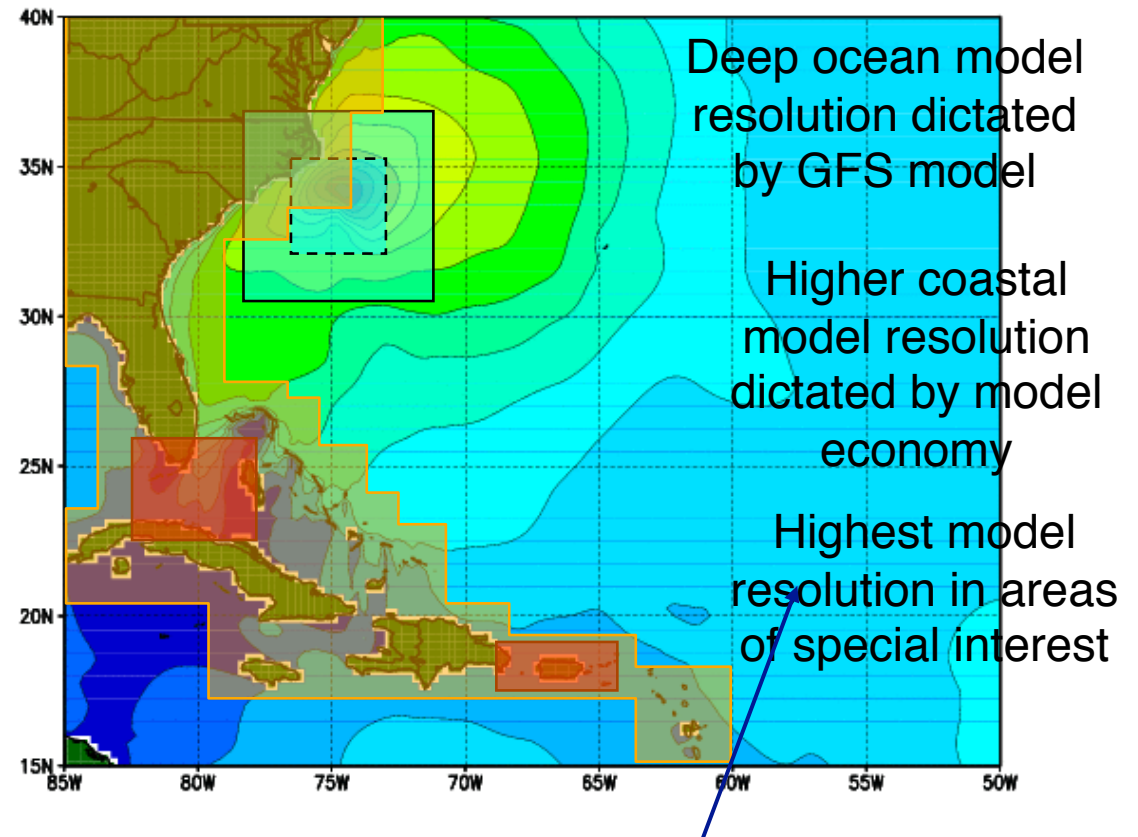 40N
35N
30N
25N
20N
15N
85W 80W 75W 70W 65W 60W 55W 50W
Deep ocean model
resolution dictated
by GFS model
Higher coastal
model resolution
dictated by model
economy
Highest model
resolution in areas
of special interest